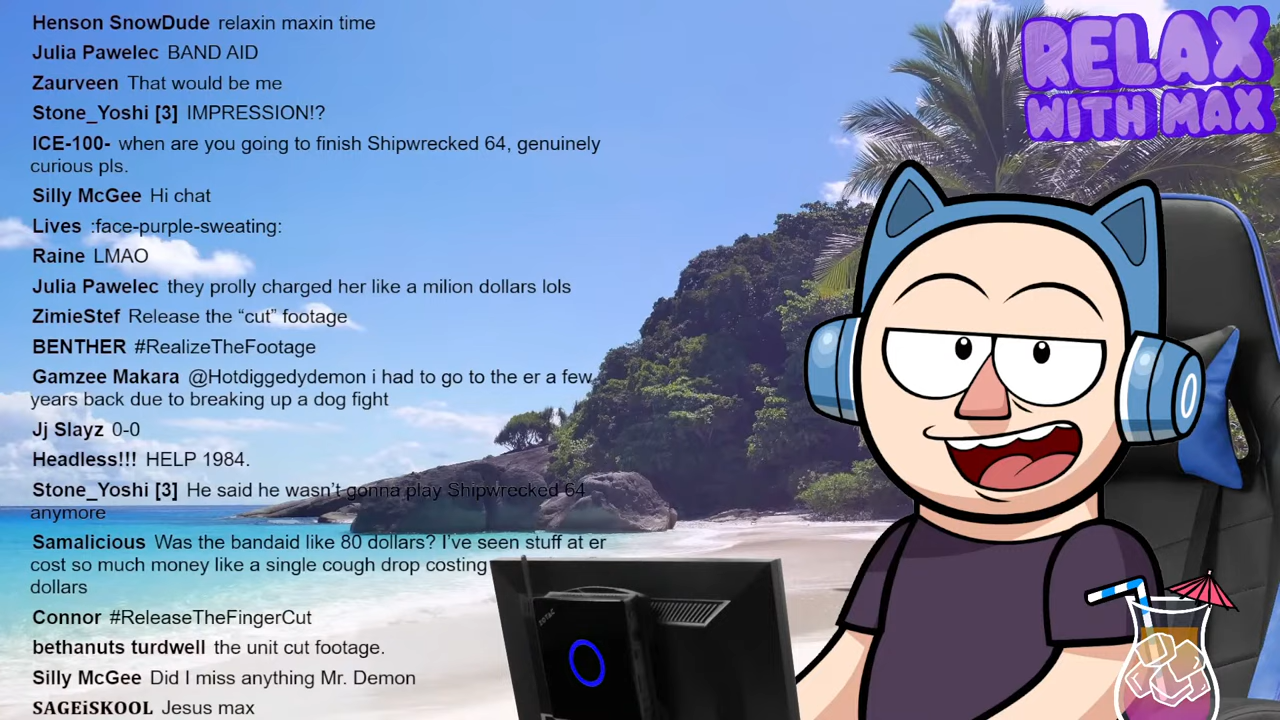 Henson SnowDude relaxin maxin time
Julia Pawelec BAND AID
Zaurveen That would be me
Stone_Yoshi [3] IMPRESSION!?
ICE-100- when are you going to finish Shipwrecked 64, genuinely
curious pls.
Silly McGee Hi chat
Lives :face-purple-sweating:
Raine LMAO
Julia Pawelec they prolly charged her like a milion dollars lols
ZimieStef Release the “cut” footage
BENTHER #RealizeTheFootage
Gamzee Makara @Hotdiggedydemon i had to go to the er a few
years back due to breaking up a dog fight
Jj Slayz 0-0
Headless!!! HELP 1984.
Stone_Yoshi [3] He said he wasn’t gonna play Shipwrecked 64
anymore
Samalicious Was the bandaid like 80 dollars? I’ve seen stuff at er
cost so much money like a single cough drop costing
dollars
Connor #ReleaseTheFingerCut
bethanuts turdwell the unit cut footage.
Silly McGee Did I miss anything Mr. Demon
SAGEiSKOOL Jesus max
RELAX
WITH MAX
ZOTAC